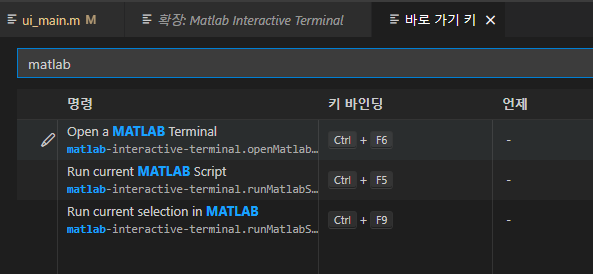 ui_main.m M
확장: Matlab Interactive Terminal
바로 가기 키
matlab
명령 키 바인딩 언제
Open a MATLAB Terminal Ctrl + F6 -
matlab-interactive-terminal.openMatlab...
Run current MATLAB Script Ctrl + F5 -
matlab-interactive-terminal.runMatlabS...
Run current selection in MATLAB Ctrl + F9 -
matlab-interactive-terminal.runMatlabS...